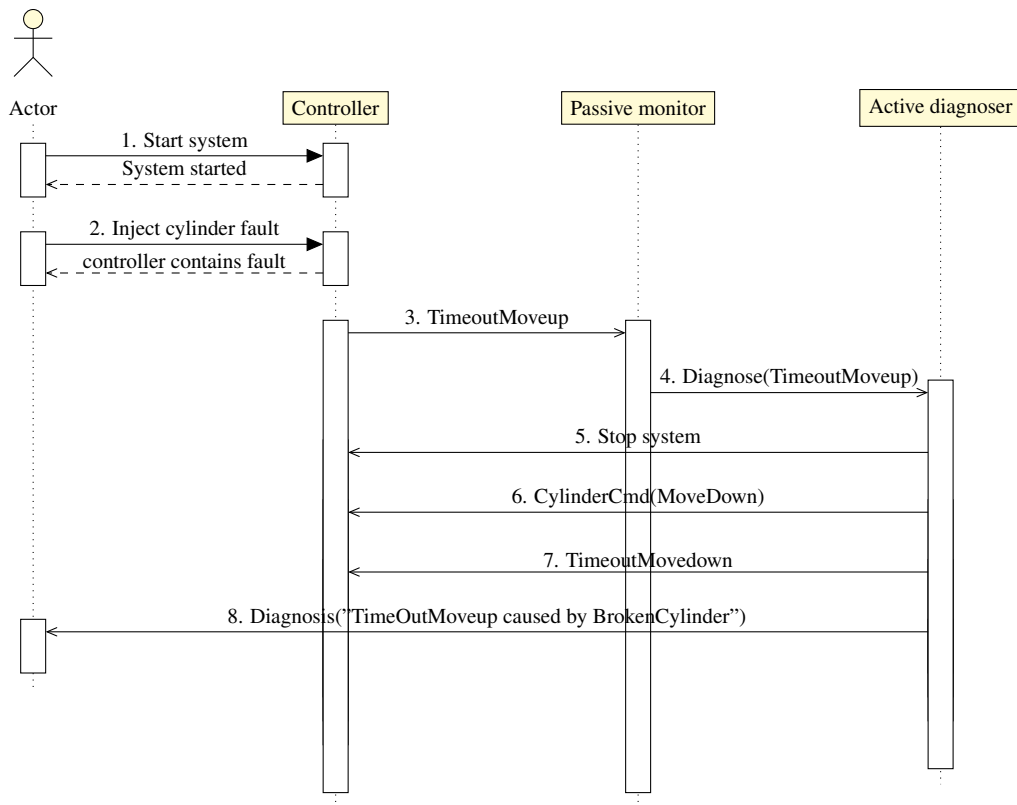 Actor
Controller
Passive monitor
Active diagnoser
1. Start system
System started
2. Inject cylinder fault
controller contains fault
3. TimeoutMoveup
4. Diagnose(TimeoutMoveup)
5. Stop system
6. CylinderCmd(MoveDown)
7. TimeoutMovedown
8. Diagnosis(”TimeOutMoveup caused by BrokenCylinder”)